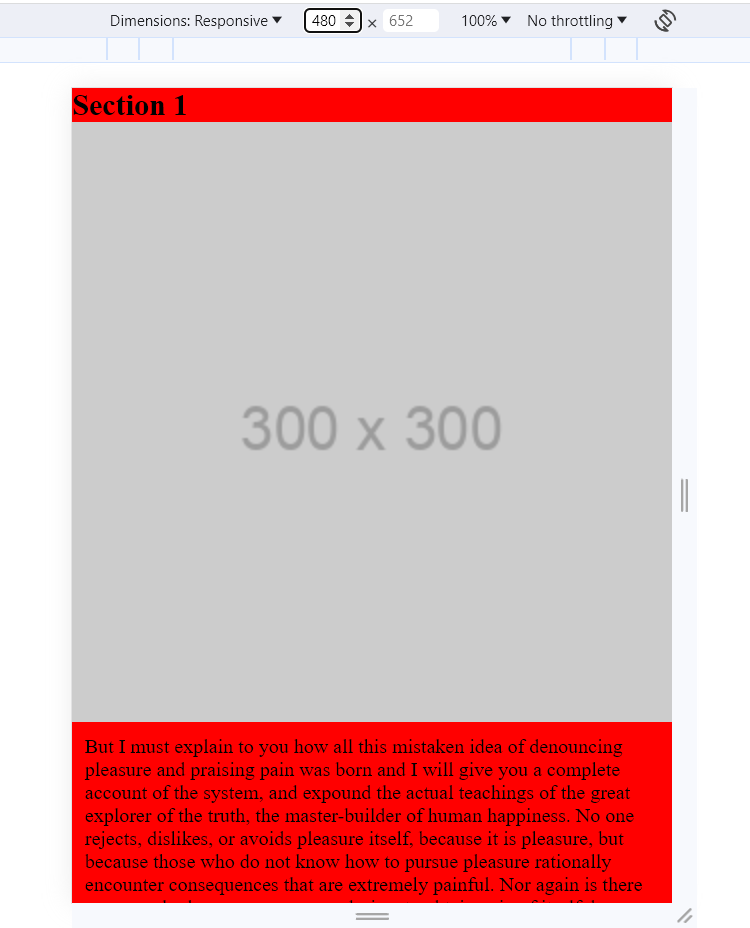 Dimensions: Responsive ▼ 480 × 652 100% ▼ No throttling ▼
Section 1
300 x 300
But I must explain to you how all this mistaken idea of denouncing
pleasure and praising pain was born and I will give you a complete
account of the system, and expound the actual teachings of the great
explorer of the truth, the master-builder of human happiness. No one
rejects, dislikes, or avoids pleasure itself, because it is pleasure, but
because those who do not know how to pursue pleasure rationally
encounter consequences that are extremely painful. Nor again is there